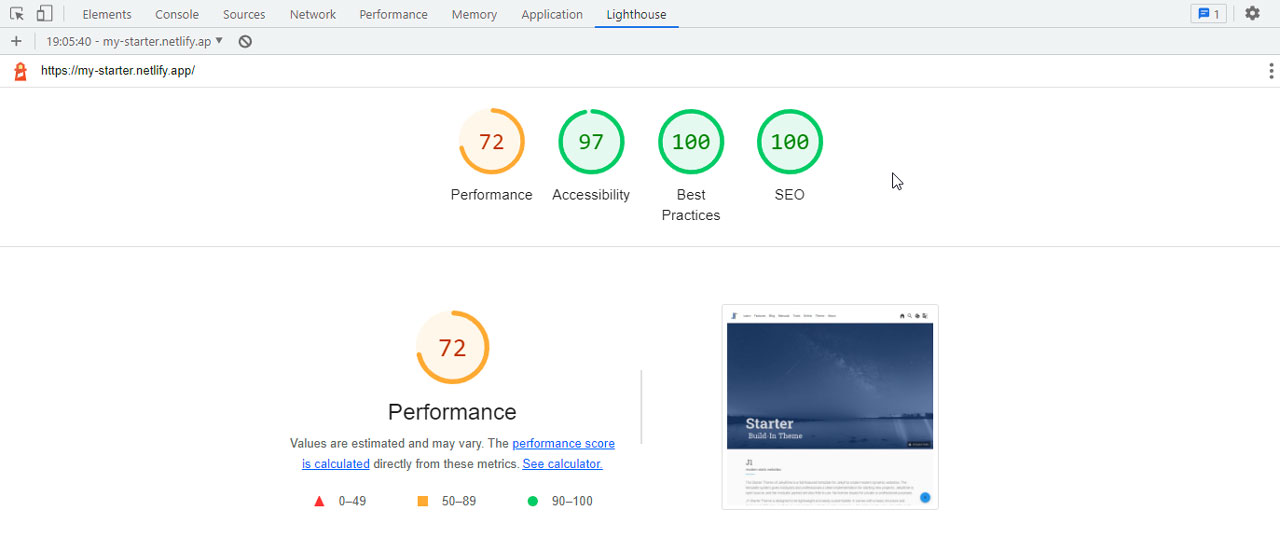 Elements Console Sources Network Performance Memory Application Lighthouse 1
19:05:40 - my-starter.netlify.ap
https://my-starter.netlify.app/
72 97 100 100
Performance Accessibility Best Practices SEO
72
Performance
Values are estimated and may vary. The performance score
is calculated directly from these metrics. See calculator.
0–49 50–89 90–100
Starter
Build-In Theme
J1